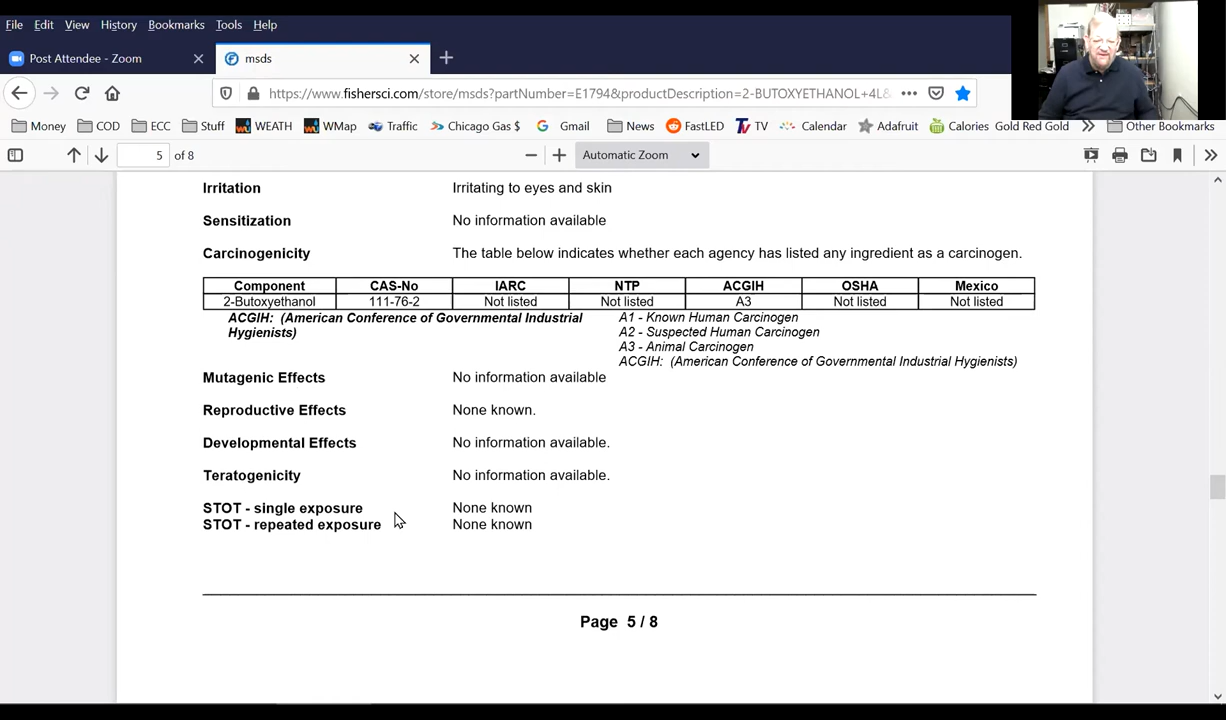 File Edit View History Bookmarks Tools Help
Post Attendee - Zoom
msds
https://www.fishersci.com/store/msds?partNumber=E1794&productDescription=2-BUTOXYETHANOL+4L&
Money COD ECC Stuff WEATH WMap Traffic Chicago Gas $ Gmail News FastLED TV Calendar Adafruit Calories Gold Red Gold Other Bookmarks
5 of 8 Automatic Zoom
Irritation Irritating to eyes and skin
Sensitization No information available
Carcinogenicity The table below indicates whether each agency has listed any ingredient as a carcinogen.
Component CAS-No IARC NTP ACGIH OSHA Mexico
2-Butoxyethanol 111-76-2 Not listed Not listed A3 Not listed Not listed
ACGIH: (American Conference of Governmental Industrial
Hygienists)
A1 - Known Human Carcinogen
A2 - Suspected Human Carcinogen
A3 - Animal Carcinogen
ACGIH: (American Conference of Governmental Industrial Hygienists)
Mutagenic Effects No information available
Reproductive Effects None known.
Developmental Effects No information available.
Teratogenicity No information available.
STOT - single exposure None known
STOT - repeated exposure None known
Page 5 / 8